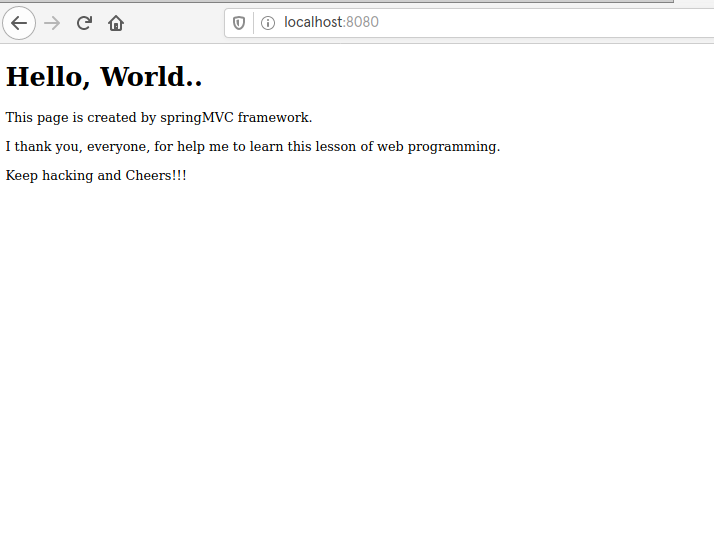 localhost:8080
Hello, World..
This page is created by springMVC framework.
I thank you, everyone, for help me to learn this lesson of web programming.
Keep hacking and Cheers!!!